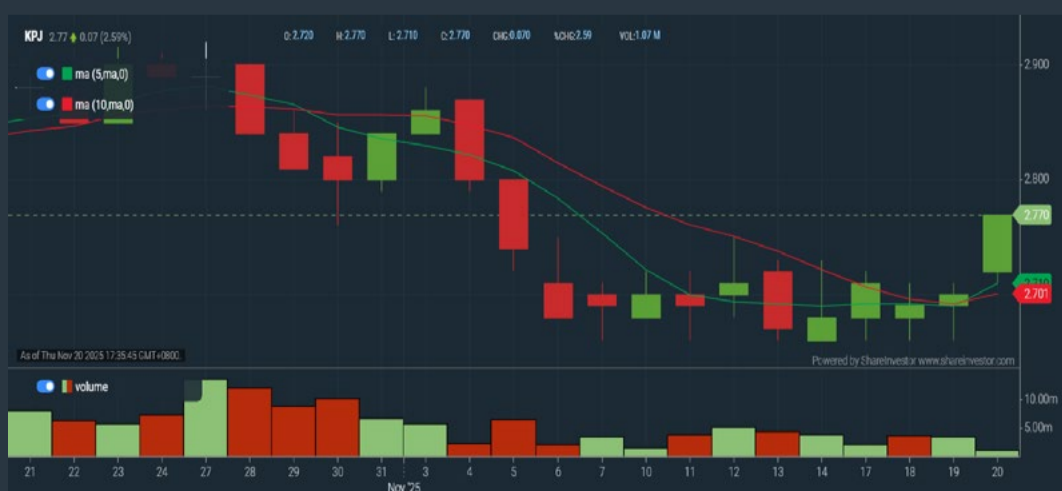 KPJ 2.77 0.07 (2.59%) O:2.720 H:2.770 L:2.710 C:2.770 CHG:0.070 %CHG:2.59 VOL:1.07 M
2.900
ma (5,ma,0)
ma (10,ma,0)
2.800
2.770
2.710
2.701
As of Thu Nov 20 2025 17:35:45 GMT+0800.
Powered by ShareInvestor www.shareinvestor.com
volume
10.00m
5.00m
21 22 23 24 27 28 29 30 31 3 4 5 6 7 10 11 12 13 14 17 18 19 20
Nov '25